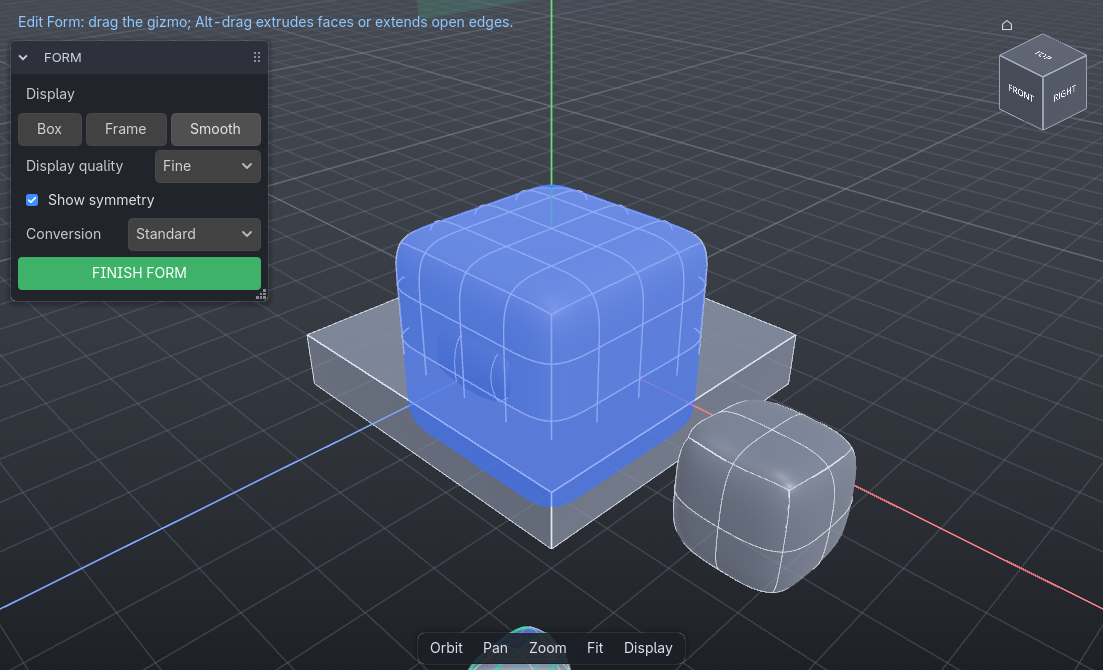 Edit Form: drag the gizmo; Alt-drag extrudes faces or extends open edges.
FORM
Display
Box Frame Smooth
Display quality Fine
Show symmetry
Conversion Standard
FINISH FORM
TOP
FRONT RIGHT
Orbit Pan Zoom Fit Display